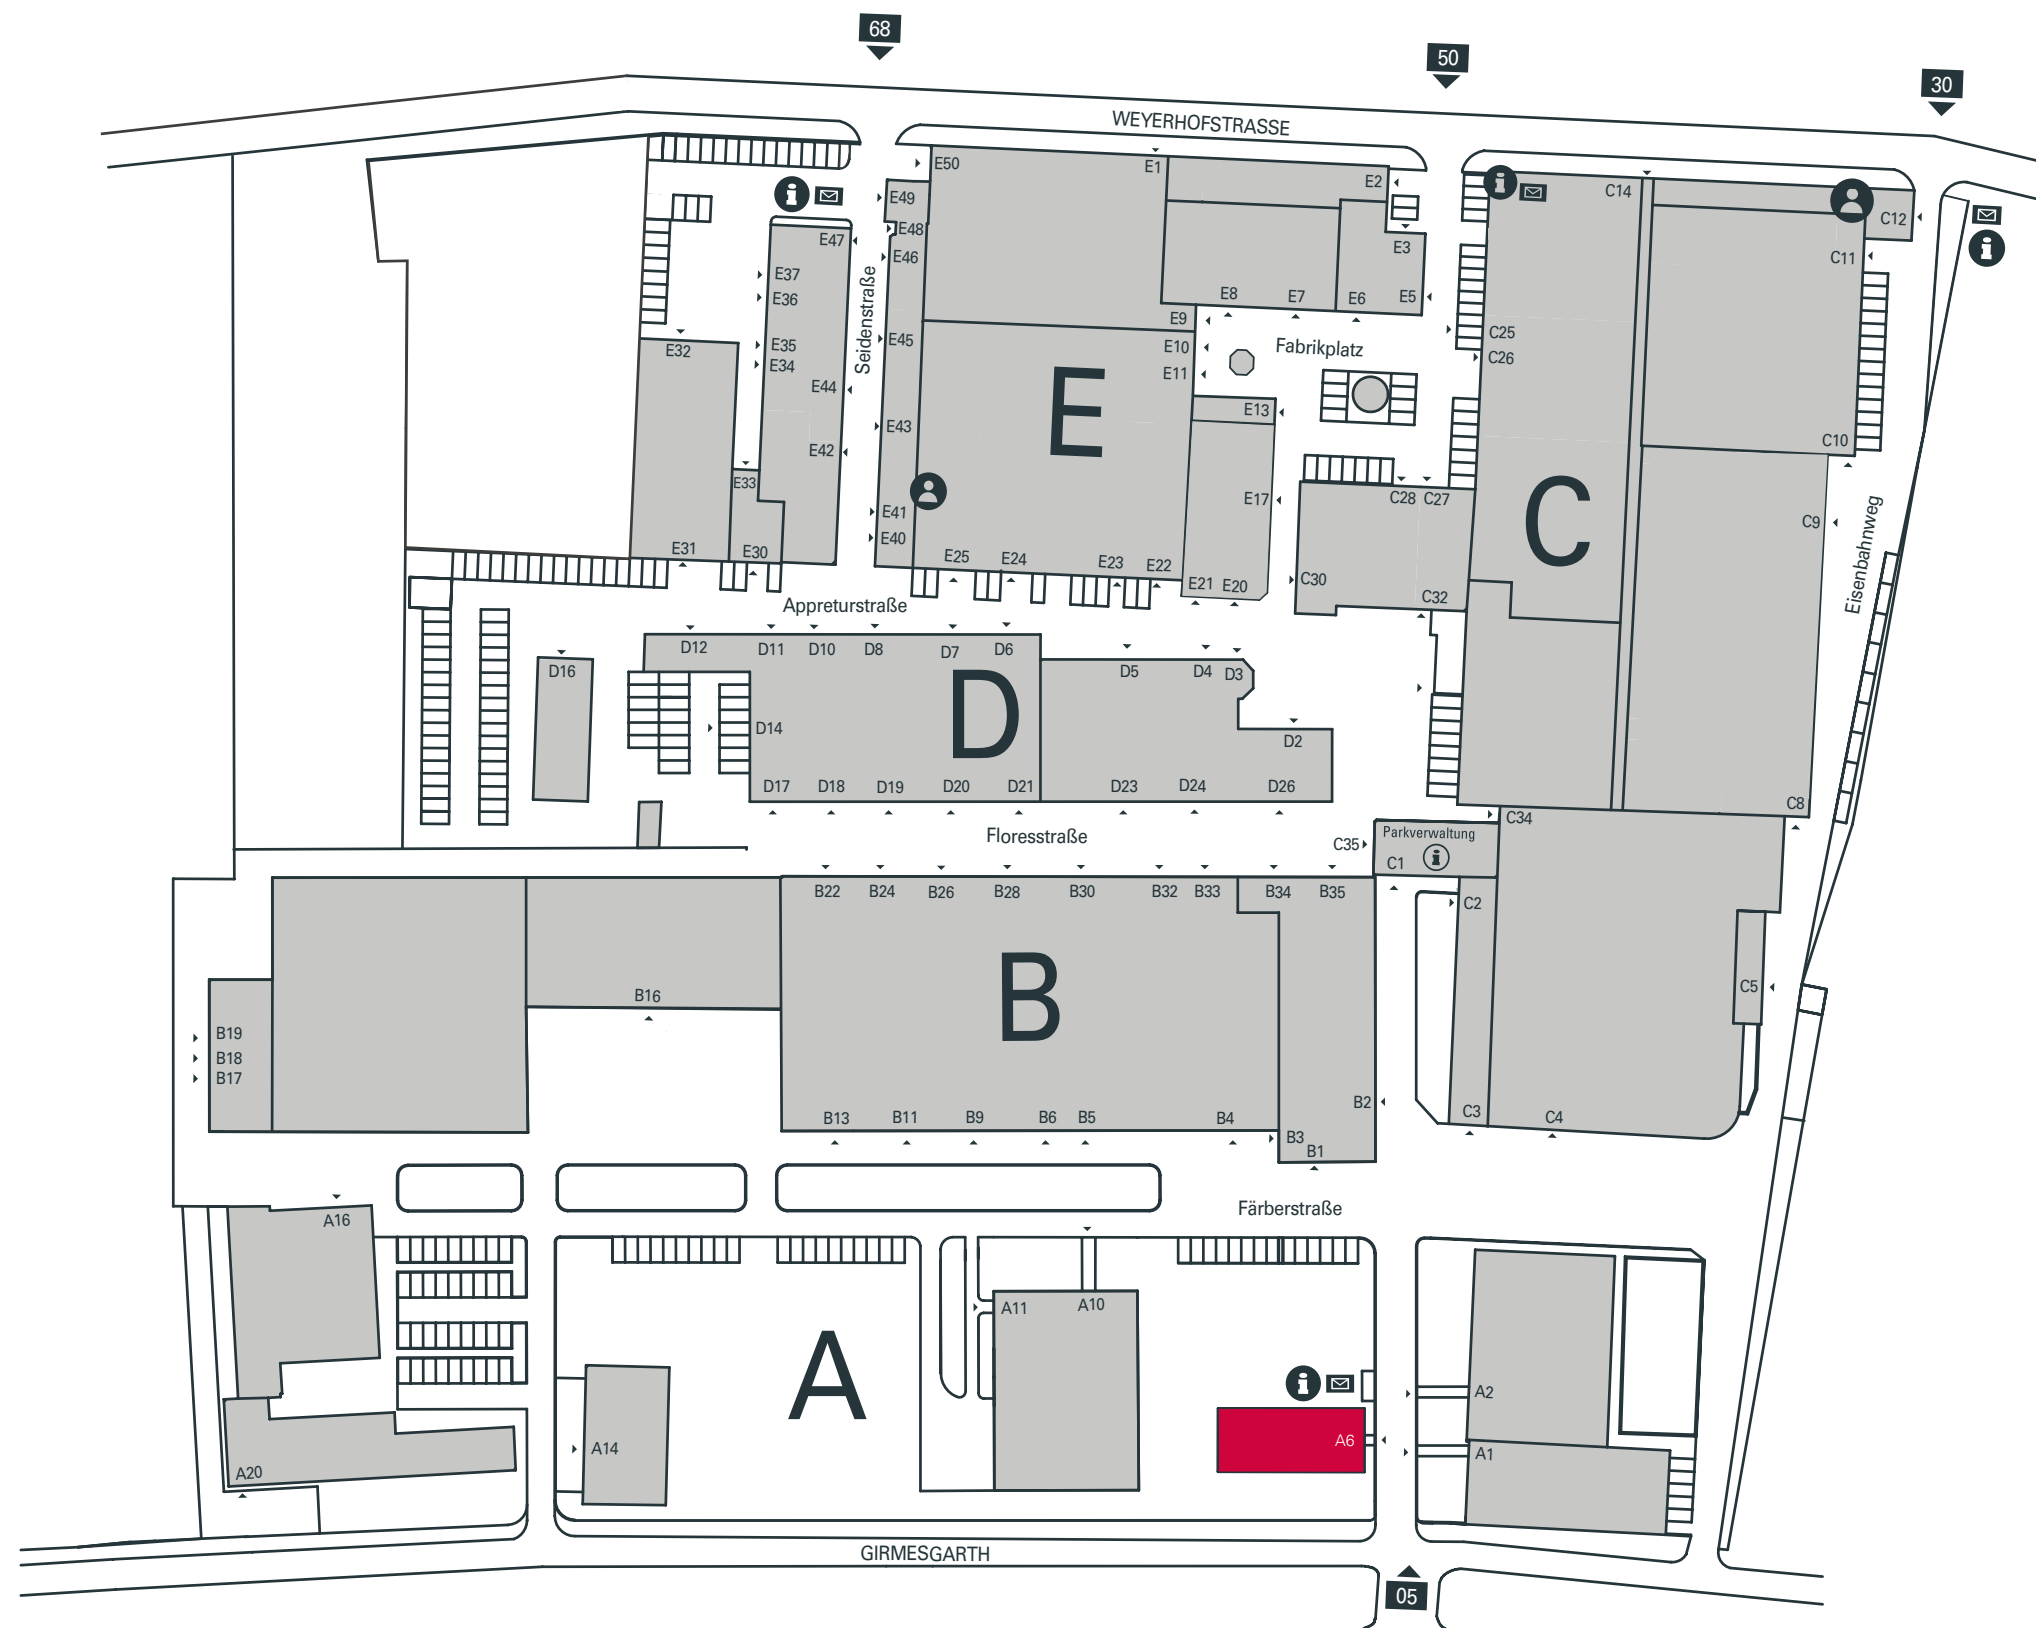 68
50
30
WEYERHOFSTRASSE
E50
E1
E2
C14
E49
E48
E47
E46
E3
C12
C11
E37
E36
E8
E7
E6
E5
E9
E35
E34
E32
E45
E10
E11
Fabrikplatz
C25
C26
Seidenstraße
E44
E13
E
E43
E42
C10
E33
E17
C28
C27
C
C9
E41
E40
E31
E30
E25
E24
E23
E22
E21
E20
C30
C32
Eisenbahnweg
Appreturstraße
D12
D11
D10
D8
D7
D6
D16
D5
D4
D3
D
D14
D2
D17
D18
D19
D20
D21
D23
D24
D26
C8
C34
Floresstraße
C35
Parkverwaltung
C1
B22
B24
B26
B28
B30
B32
B33
B34
B35
C2
B16
B
C5
B19
B18
B17
B13
B11
B9
B6
B5
B4
B2
C3
C4
B3
B1
A16
Färberstraße
A11
A10
A
A2
A14
A6
A1
A20
GIRMESGARTH
05